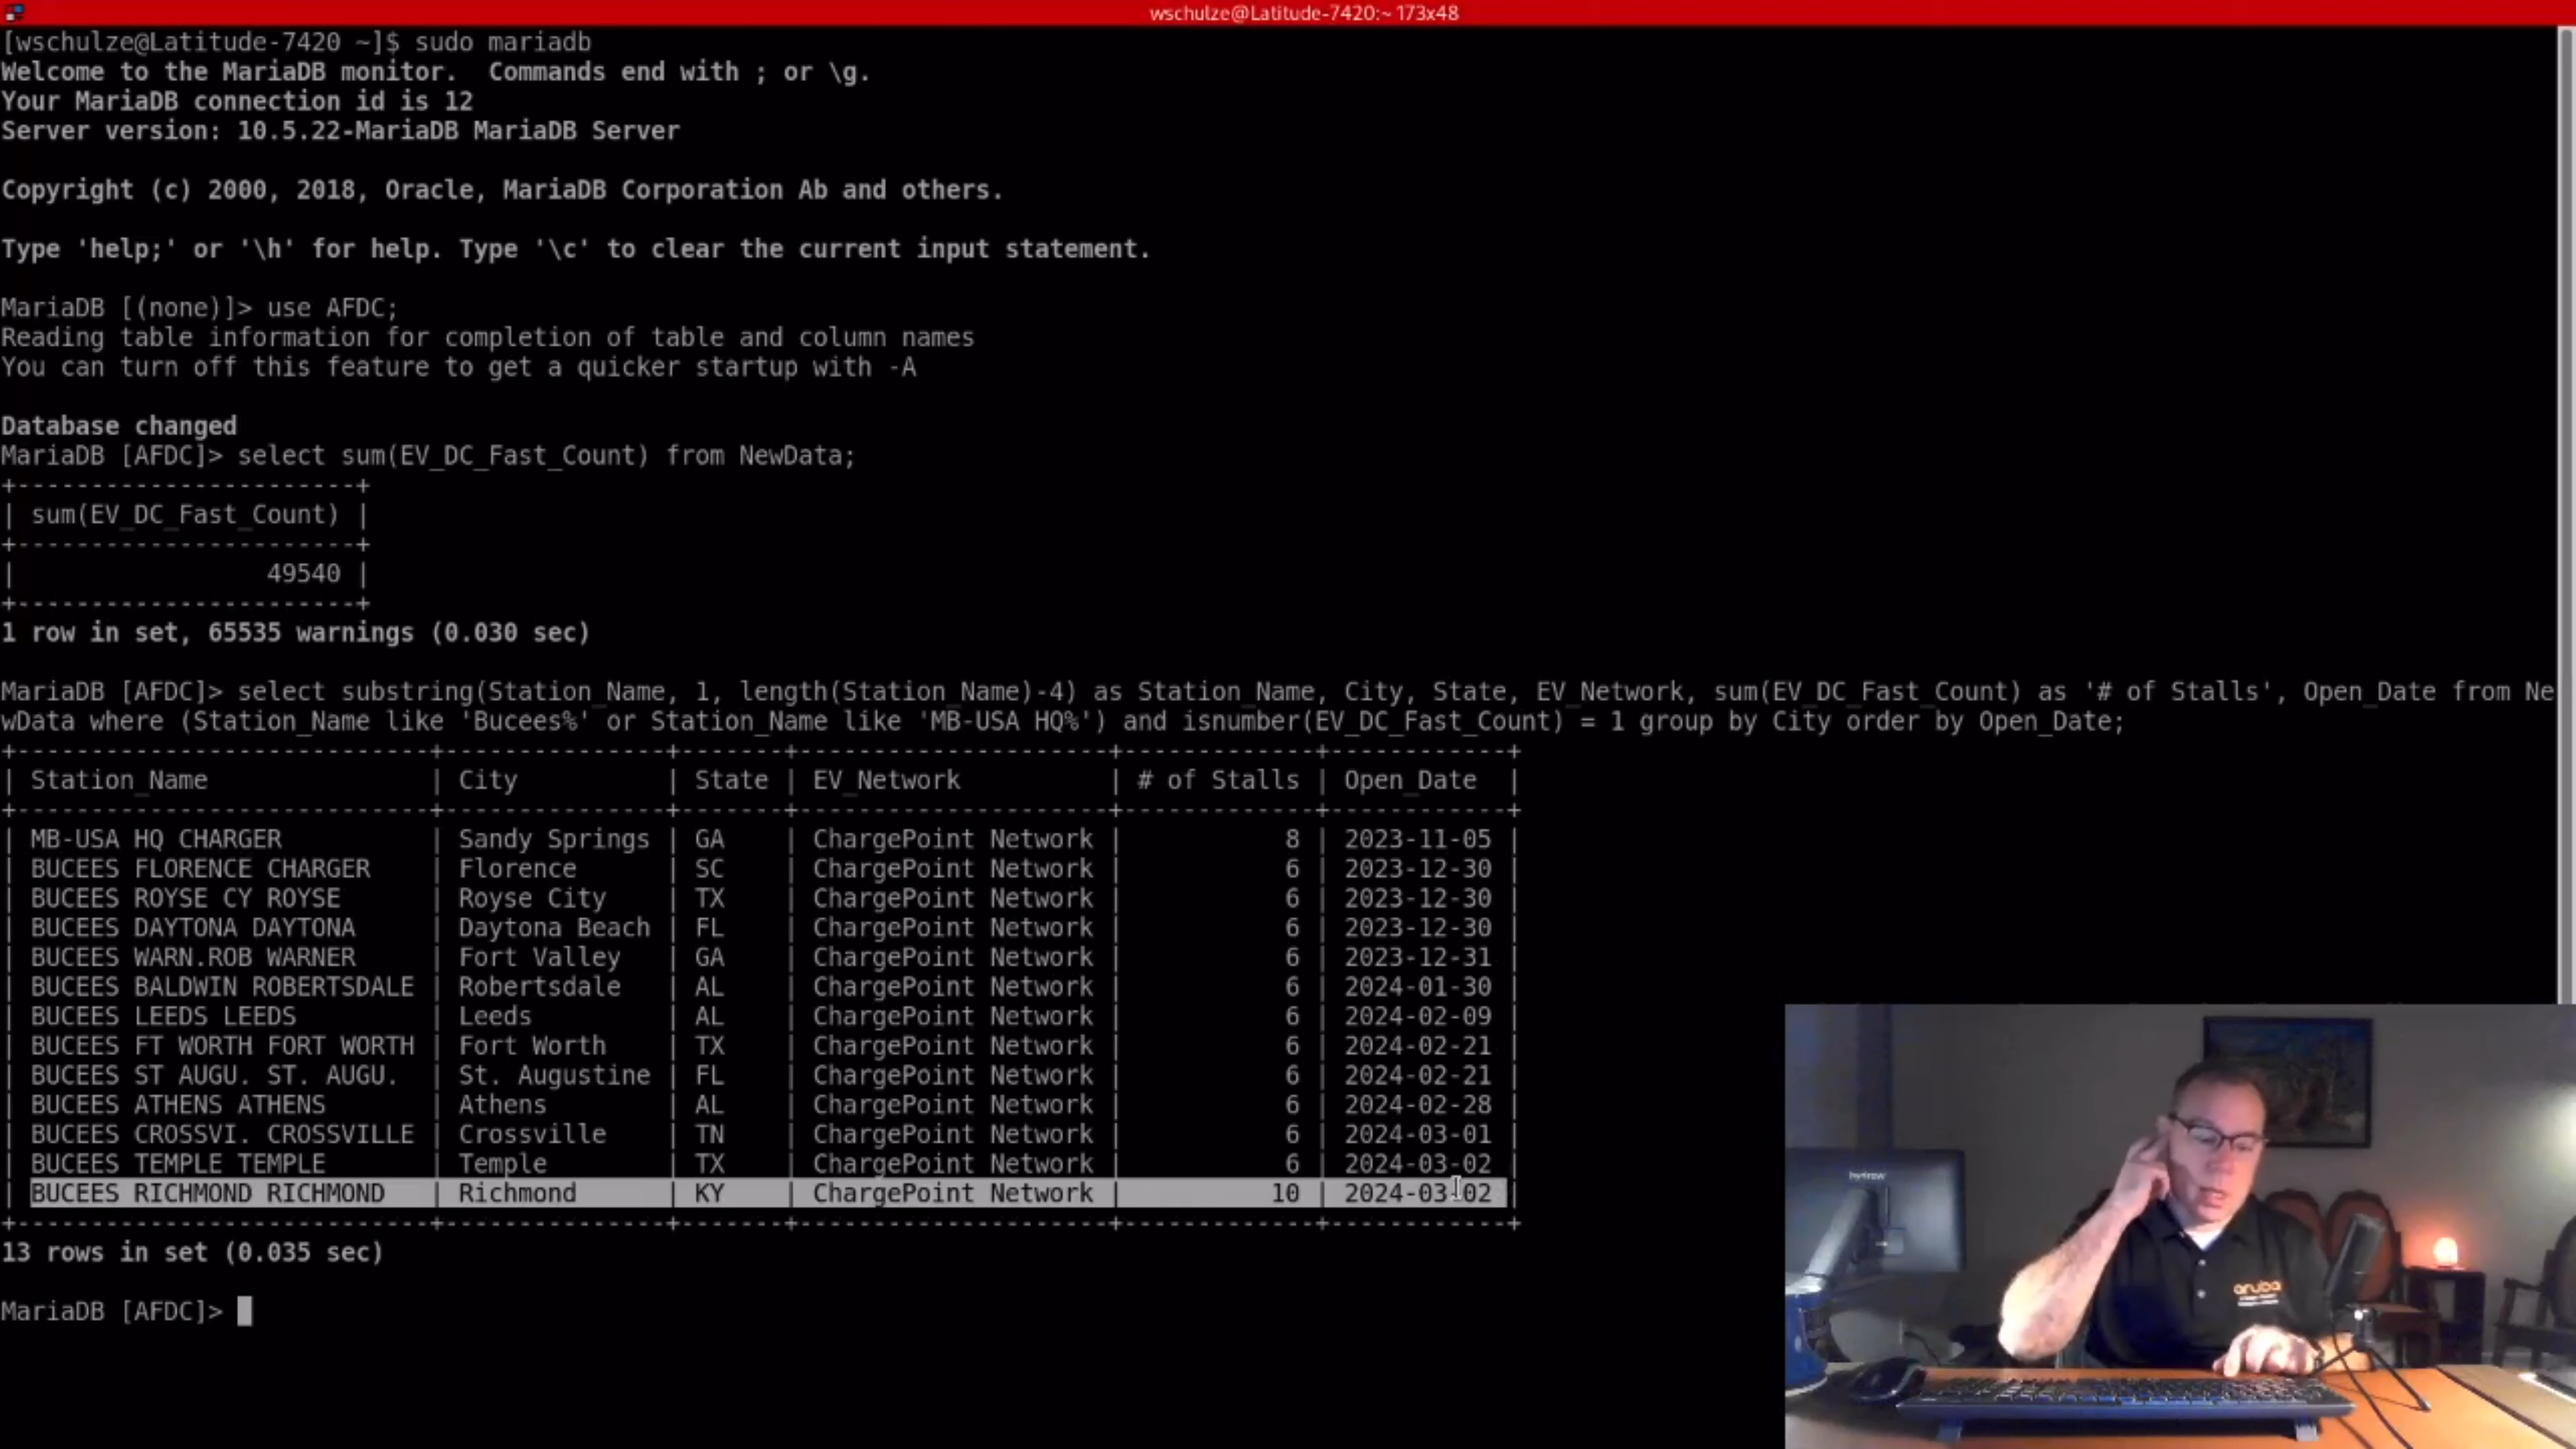 wschulze@Latitude-7420:~ 173x48
[wschulze@Latitude-7420 ~]$ sudo mariadb
Welcome to the MariaDB monitor.  Commands end with ; or \g.
Your MariaDB connection id is 12
Server version: 10.5.22-MariaDB MariaDB Server
Copyright (c) 2000, 2018, Oracle, MariaDB Corporation Ab and others.
Type 'help;' or '\h' for help. Type '\c' to clear the current input statement.
MariaDB [(none)]> use AFDC;
Reading table information for completion of table and column names
You can turn off this feature to get a quicker startup with -A
Database changed
MariaDB [AFDC]> select sum(EV_DC_Fast_Count) from NewData;
+-----------------------+
| sum(EV_DC_Fast_Count) |
+-----------------------+
|                 49540 |
+-----------------------+
1 row in set, 65535 warnings (0.030 sec)
MariaDB [AFDC]> select substring(Station_Name, 1, length(Station_Name)-4) as Station_Name, City, State, EV_Network, sum(EV_DC_Fast_Count) as '# of Stalls', Open_Date from Ne
wData where (Station_Name like 'Bucees%' or Station_Name like 'MB-USA HQ%') and isnumber(EV_DC_Fast_Count) = 1 group by City order by Open_Date;
+----------------------------+---------------+-------+---------------------+-------------+------------+
| Station_Name               | City          | State | EV_Network          | # of Stalls | Open_Date  |
+----------------------------+---------------+-------+---------------------+-------------+------------+
| MB-USA HQ CHARGER          | Sandy Springs | GA    | ChargePoint Network |           8 | 2023-11-05 |
| BUCEES FLORENCE CHARGER    | Florence      | SC    | ChargePoint Network |           6 | 2023-12-30 |
| BUCEES ROYSE CY ROYSE      | Royse City    | TX    | ChargePoint Network |           6 | 2023-12-30 |
| BUCEES DAYTONA DAYTONA     | Daytona Beach | FL    | ChargePoint Network |           6 | 2023-12-30 |
| BUCEES WARN.ROB WARNER     | Fort Valley   | GA    | ChargePoint Network |           6 | 2023-12-31 |
| BUCEES BALDWIN ROBERTSDALE | Robertsdale   | AL    | ChargePoint Network |           6 | 2024-01-30 |
| BUCEES LEEDS LEEDS         | Leeds         | AL    | ChargePoint Network |           6 | 2024-02-09 |
| BUCEES FT WORTH FORT WORTH | Fort Worth    | TX    | ChargePoint Network |           6 | 2024-02-21 |
| BUCEES ST AUGU. ST. AUGU.  | St. Augustine | FL    | ChargePoint Network |           6 | 2024-02-21 |
| BUCEES ATHENS ATHENS       | Athens        | AL    | ChargePoint Network |           6 | 2024-02-28 |
| BUCEES CROSSVI. CROSSVILLE | Crossville    | TN    | ChargePoint Network |           6 | 2024-03-01 |
| BUCEES TEMPLE TEMPLE       | Temple        | TX    | ChargePoint Network |           6 | 2024-03-02 |
| BUCEES RICHMOND RICHMOND   | Richmond      | KY    | ChargePoint Network |          10 | 2024-03-02 |
+----------------------------+---------------+-------+---------------------+-------------+------------+
13 rows in set (0.035 sec)
MariaDB [AFDC]>
aruba